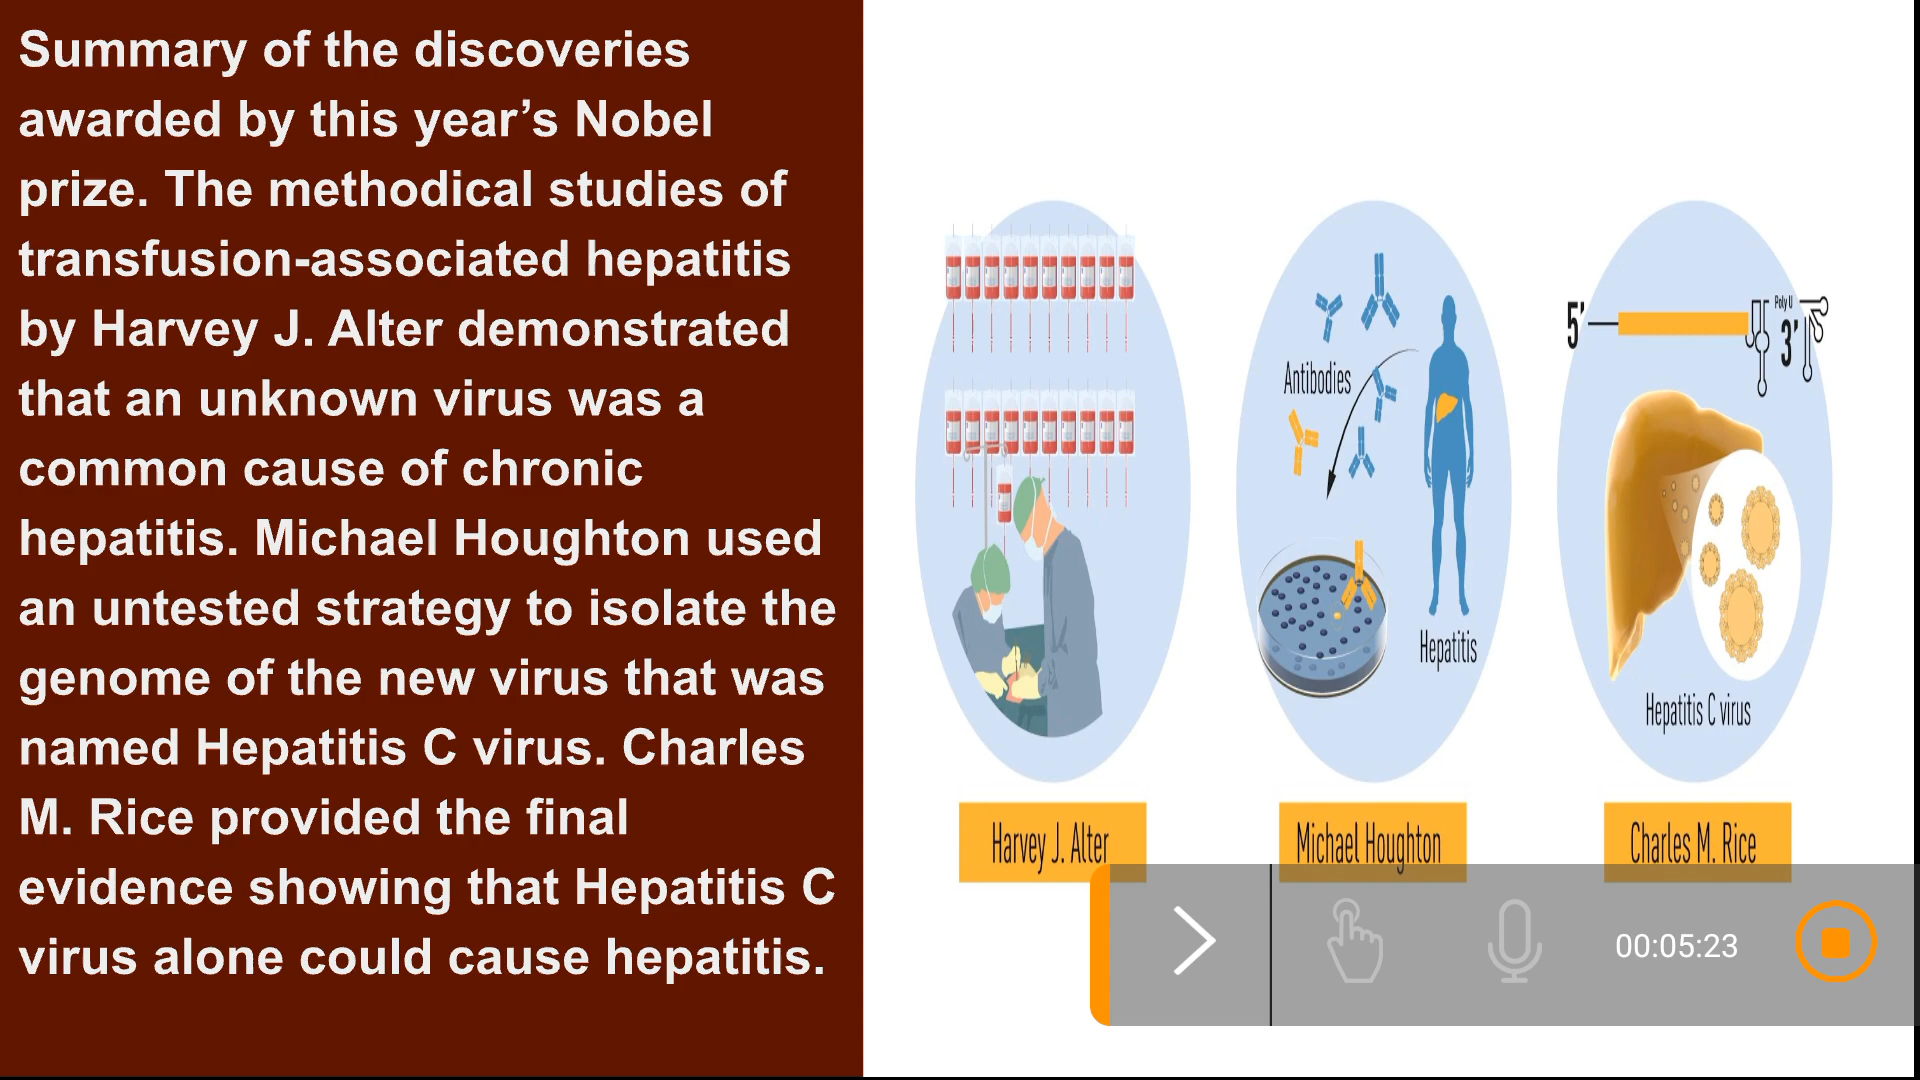 Summary of the discoveries
awarded by this year’s Nobel
prize. The methodical studies of
transfusion-associated hepatitis
by Harvey J. Alter demonstrated
that an unknown virus was a
common cause of chronic
hepatitis. Michael Houghton used
an untested strategy to isolate the
genome of the new virus that was
named Hepatitis C virus. Charles
M. Rice provided the final
evidence showing that Hepatitis C
virus alone could cause hepatitis.
Antibodies
Hepatitis
5'
Poly U
3'
Hepatitis C virus
Harvey J. Alter
Michael Houghton
Charles M. Rice
00:05:23